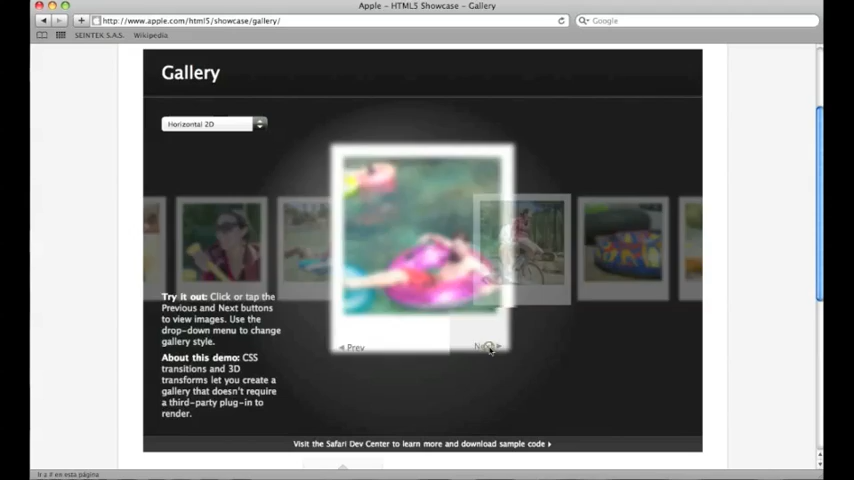 Apple - HTML5 Showcase - Gallery
http://www.apple.com/html5/showcase/gallery/
Google
SEINTEK S.A.S. Wikipedia
Gallery
Horizontal 2D
Try it out: Click or tap the
Previous and Next buttons
to view images. Use the
drop-down menu to change
gallery style.
About this demo: CSS
transitions and 3D
transforms let you create a
gallery that doesn't require
a third-party plug-in to
render.
Prev
Visit the Safari Dev Center to learn more and download sample code
Ir a # en esta página